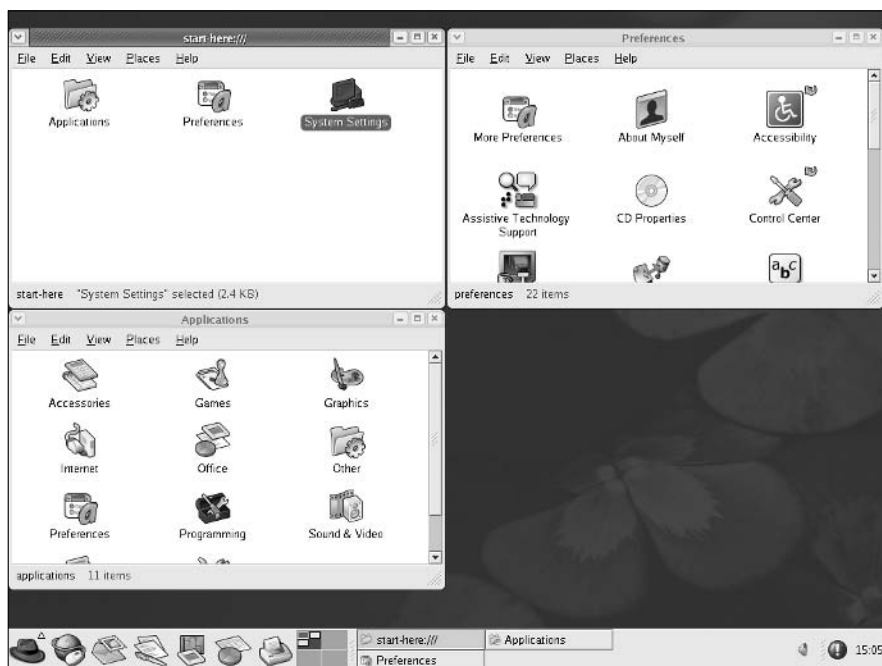 start-here:///
File Edit View Places Help
Applications
Preferences
System Settings
start-here "System Settings" selected (2.4 KB)
Preferences
File Edit View Places Help
More Preferences
About Myself
Accessibility
Assistive Technology
Support
CD Properties
Control Center
abc
preferences 22 items
Applications
File Edit View Places Help
Accessories
Games
Graphics
Internet
Office
Other
Preferences
Programming
Sound & Video
applications 11 items
start-here:///
Applications
Preferences
15:05